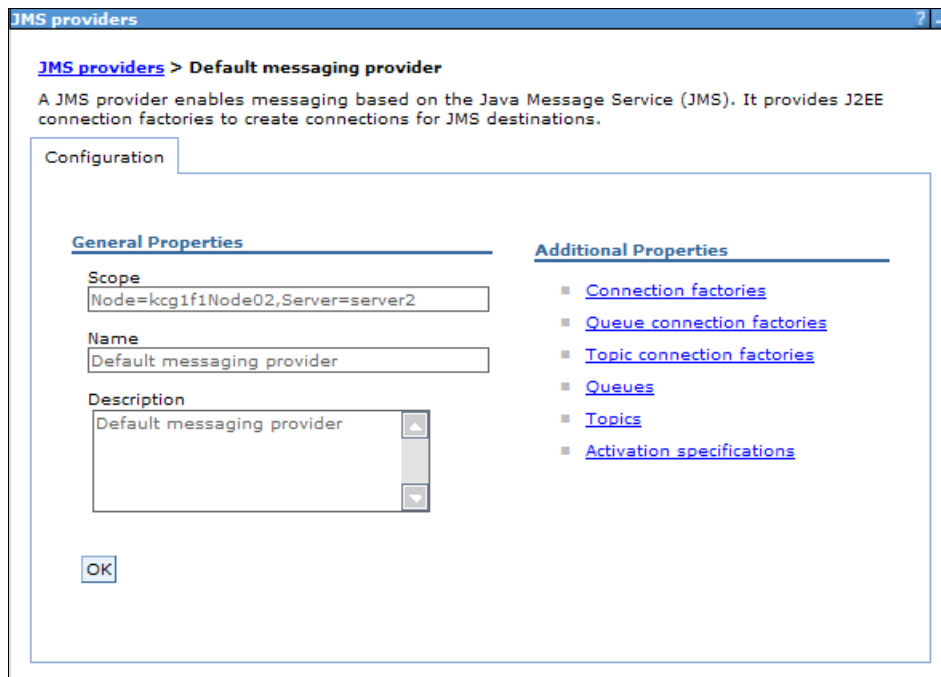 JMS providers ? -
JMS providers > Default messaging provider
A JMS provider enables messaging based on the Java Message Service (JMS). It provides J2EE
connection factories to create connections for JMS destinations.
Configuration
General Properties
Scope
Node=kcg1f1Node02,Server=server2
Name
Default messaging provider
Description
Default messaging provider
OK
Additional Properties
Connection factories
Queue connection factories
Topic connection factories
Queues
Topics
Activation specifications